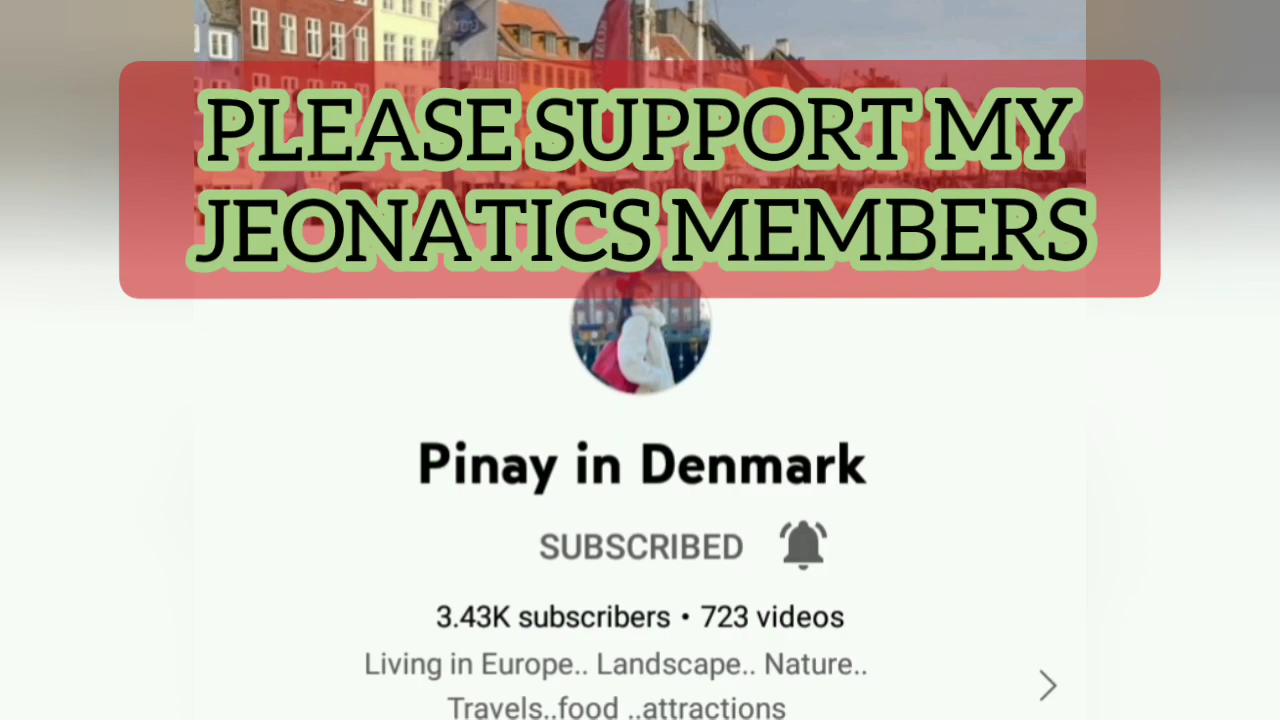 PLEASE SUPPORT MY
JEONATICS MEMBERS
Pinay in Denmark
SUBSCRIBED
3.43K subscribers • 723 videos
Living in Europe.. Landscape.. Nature..
Travels..food ..attractions